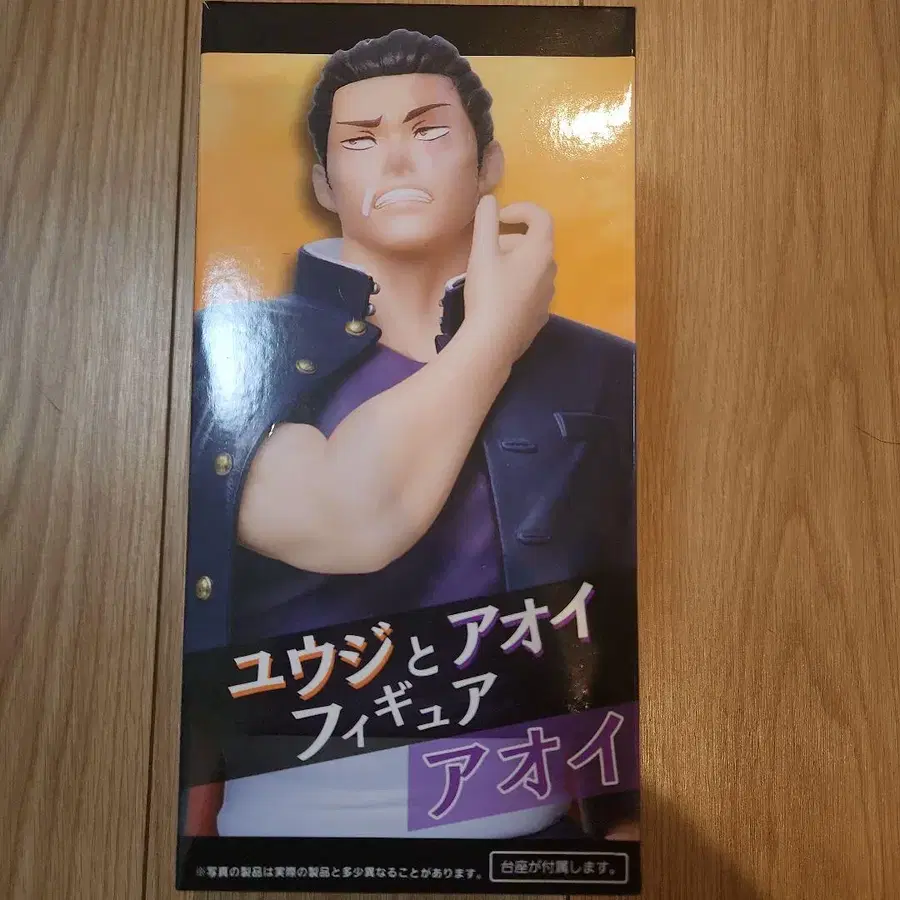 ユウジとアオイ
フィギュア
アオイ
※写真の製品は実際の製品と多少異なることがあります。
台座が付属します。